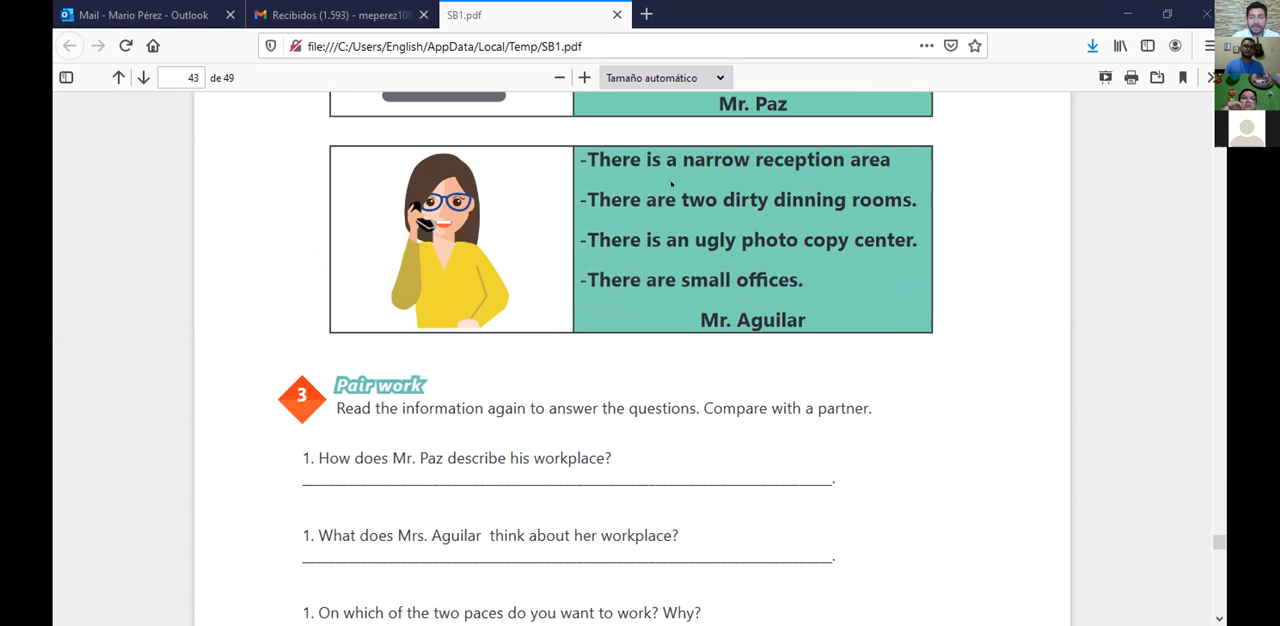 Mail - Mario Pérez - Outlook
Recibidos (1.593) - meperez108
SB1.pdf
file:///C:/Users/English/AppData/Local/Temp/SB1.pdf
43 de 49
Tamaño automático
Mr. Paz
-There is a narrow reception area
-There are two dirty dinning rooms.
-There is an ugly photo copy center.
-There are small offices.
Mr. Aguilar
3
Pair work
Read the information again to answer the questions. Compare with a partner.
1. How does Mr. Paz describe his workplace?
1. What does Mrs. Aguilar think about her workplace?
1. On which of the two paces do you want to work? Why?